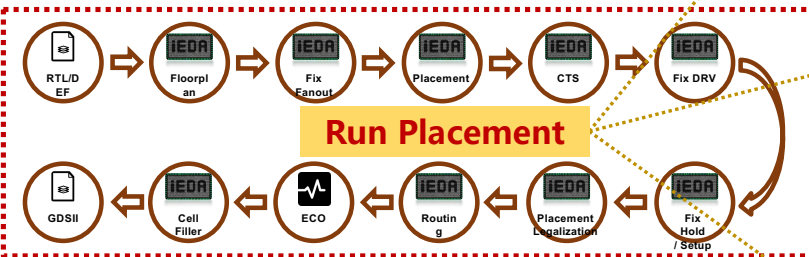 iEDA
iEDA
iEDA
iEDA
iEDA
RTL/D
EF
Floorpl
an
Fix
Fanout
Placement
CTS
Fix DRV
Run Placement
iEDA
iEDA
iEDA
iEDA
GDSII
Cell
Filler
ECO
Routin
g
Placement
Legalization
Fix
Hold
/ Setup